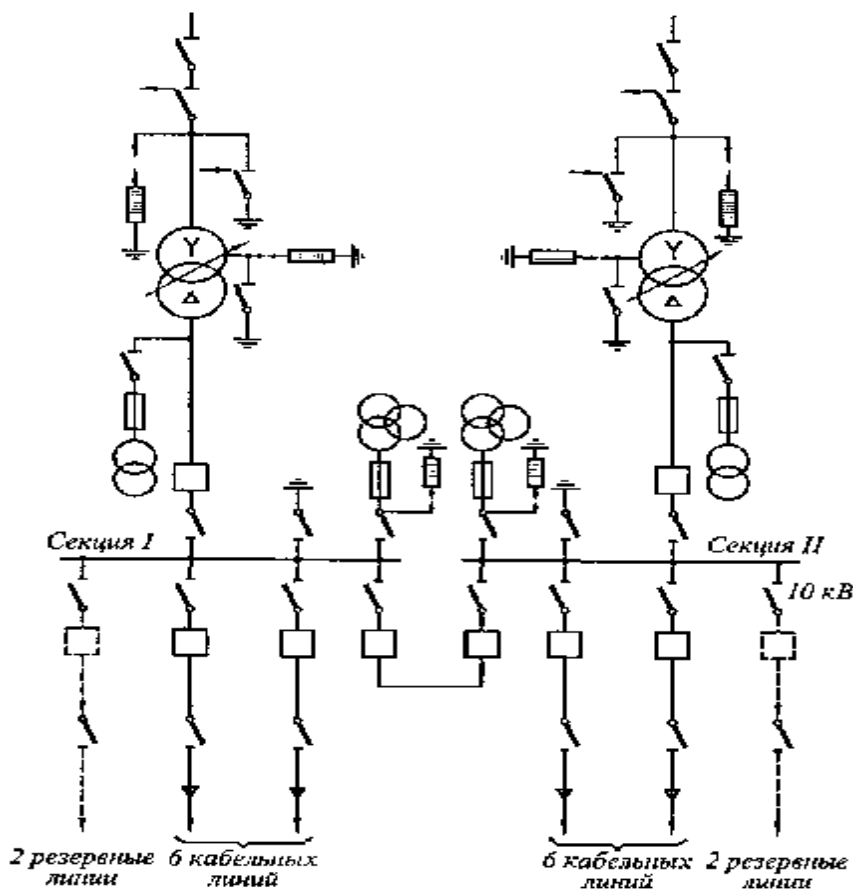 Y
Y
Δ
Δ
Секция I
Секция II
10 кВ
2 резервные
линии
6 кабельных
линий
6 кабельных
линий
2 резервные
линии